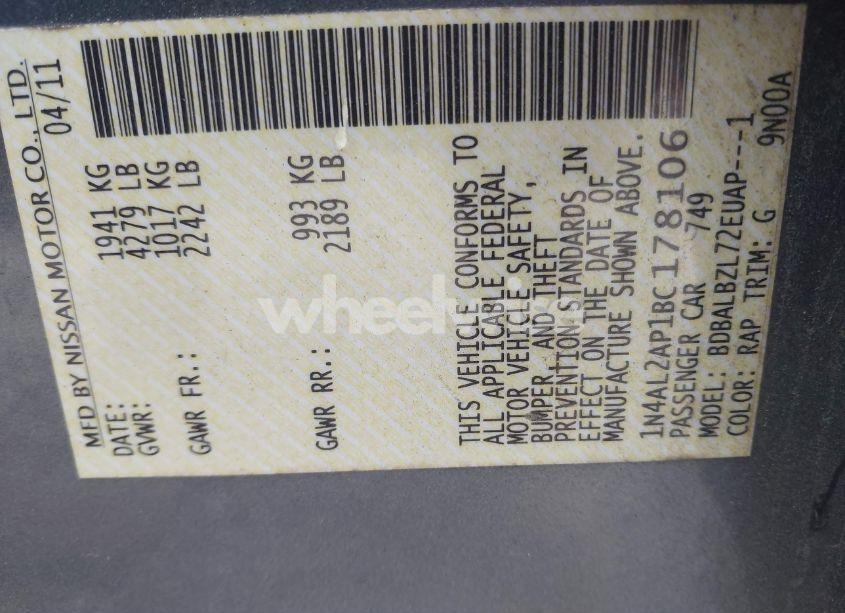 MFD BY NISSAN MOTOR CO., LTD.
DATE: 04/11
GVWR: 1941 KG
4279 LB
GAWR FR.: 1017 KG
2242 LB
GAWR RR.: 993 KG
2189 LB
THIS VEHICLE CONFORMS TO
ALL APPLICABLE FEDERAL
MOTOR VEHICLE SAFETY,
BUMPER, AND THEFT
PREVENTION STANDARDS IN
EFFECT ON THE DATE OF
MANUFACTURE SHOWN ABOVE.
1N4AL2AP1BC178106
PASSENGER CAR 749
MODEL: BDBALBZL72EUAP---1
COLOR: RAP TRIM: G 9N00A